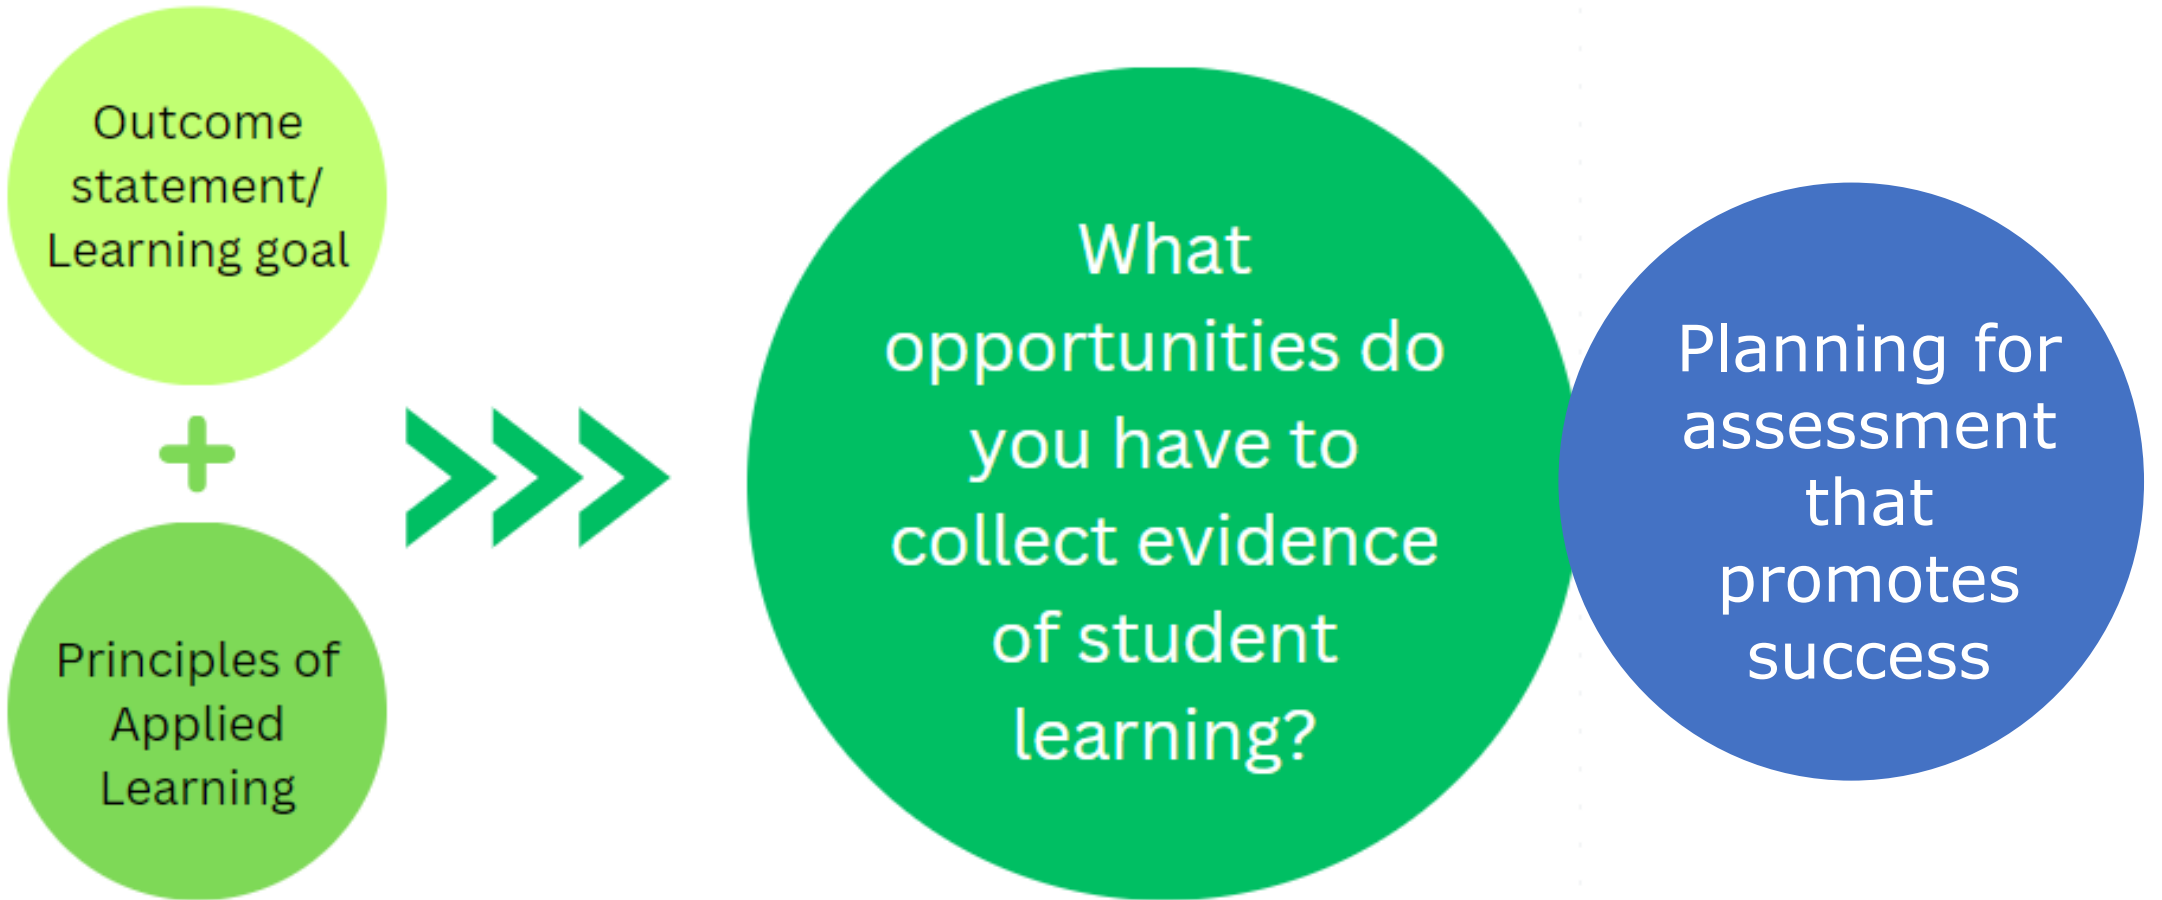 Outcome
statement/
Learning goal
+
Principles of
Applied
Learning
What
opportunities do
you have to
collect evidence
of student
learning?
Planning for
assessment
that
promotes
success